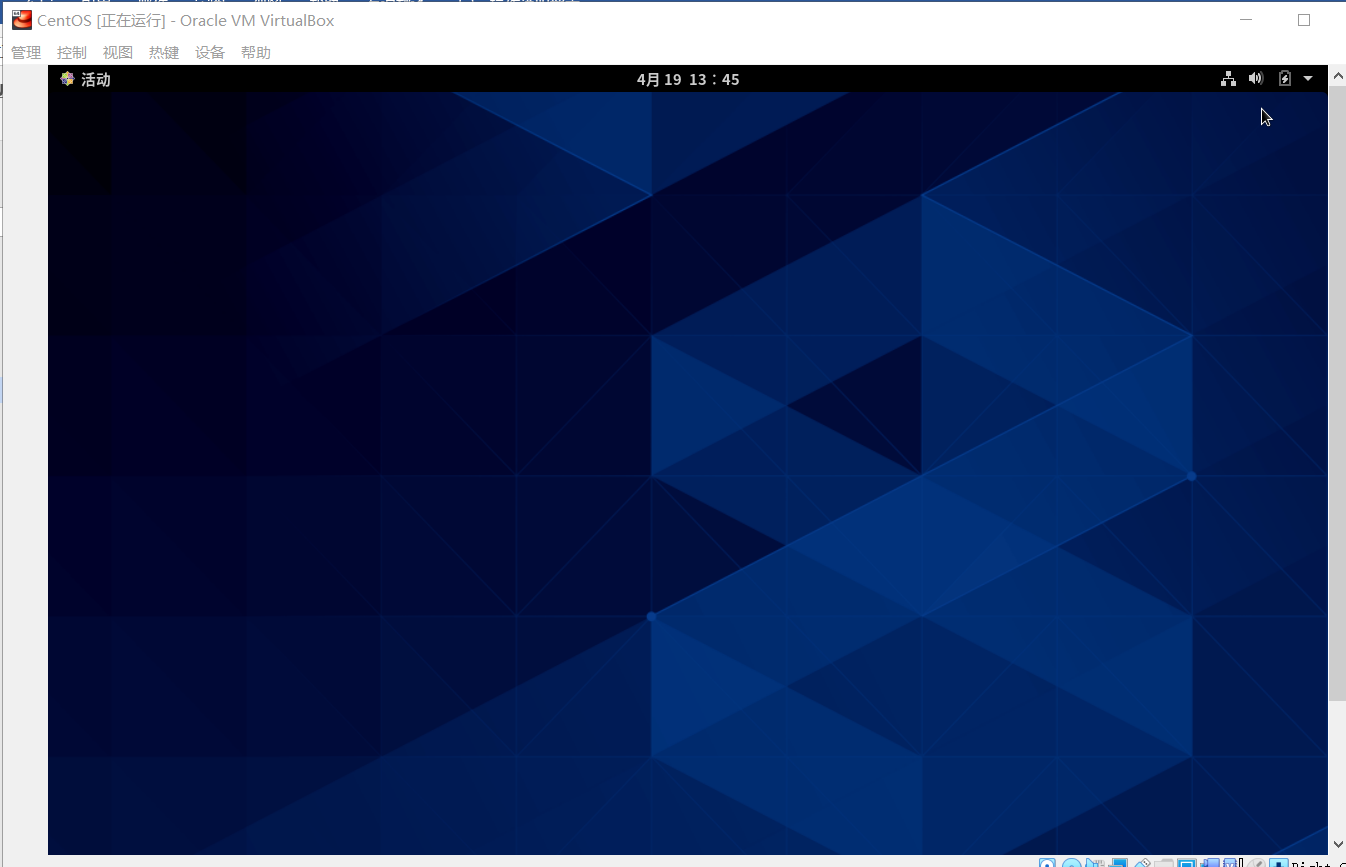 CentOS [正在运行] - Oracle VM VirtualBox
管理 控制 视图 热键 设备 帮助
活动 4月 19 13：45